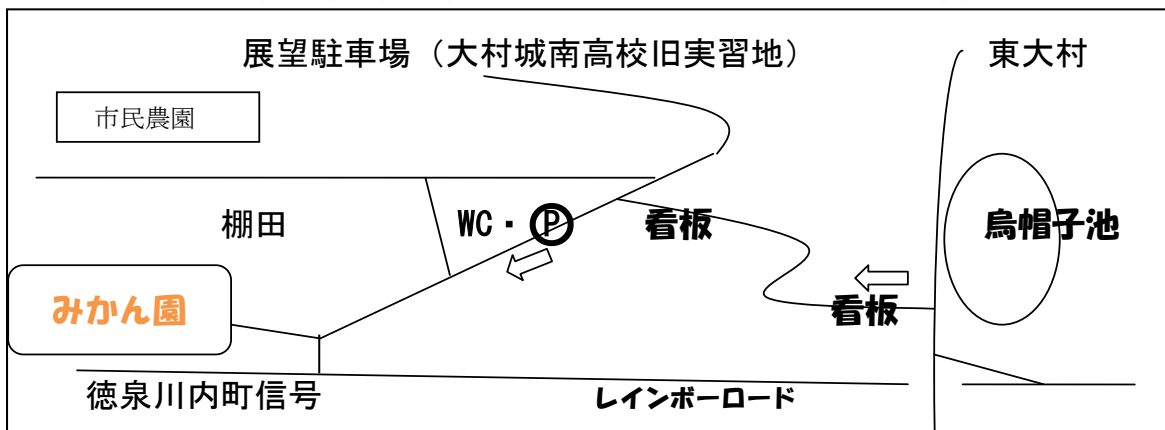 展望駐車場（大村城南高校旧実習地）
東大村
市民農園
棚田
WC・Ⓟ
看板
烏帽子池
みかん園
看板
徳泉川内町信号
レインボーロード